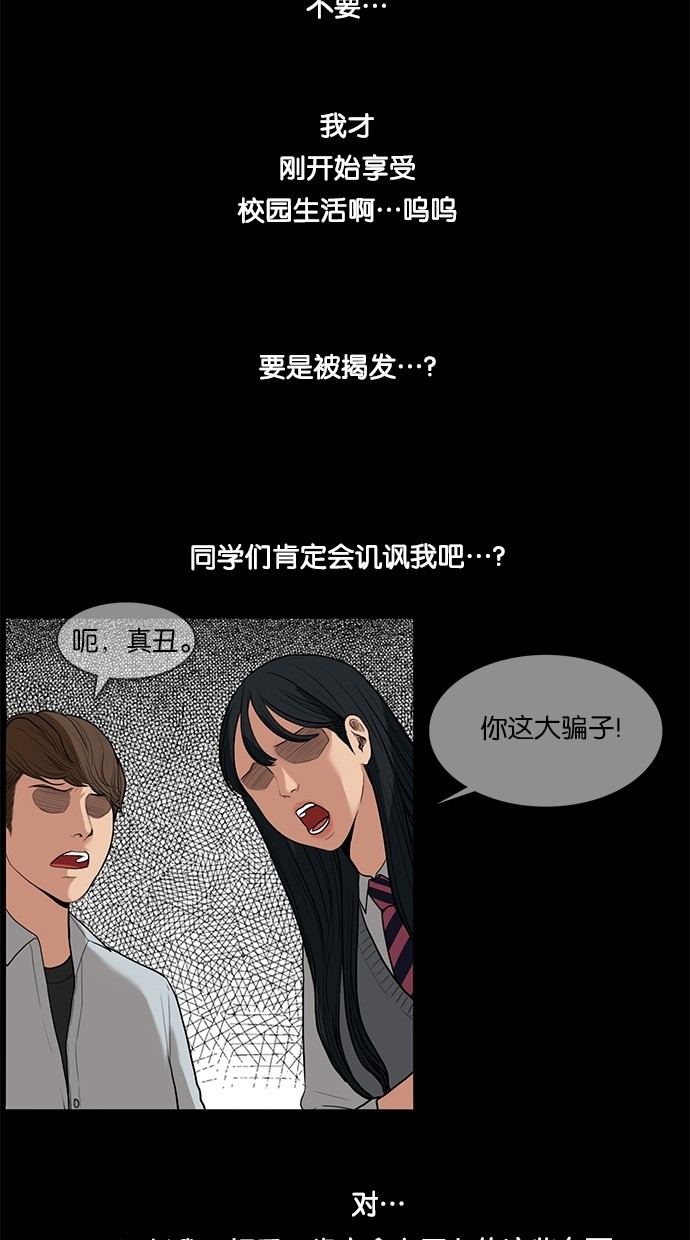 不要…
我才
刚开始享受
校园生活啊…呜呜
要是被揭发…?
同学们肯定会讥讽我吧…?
呃，真丑。
你这大骗子!
对…